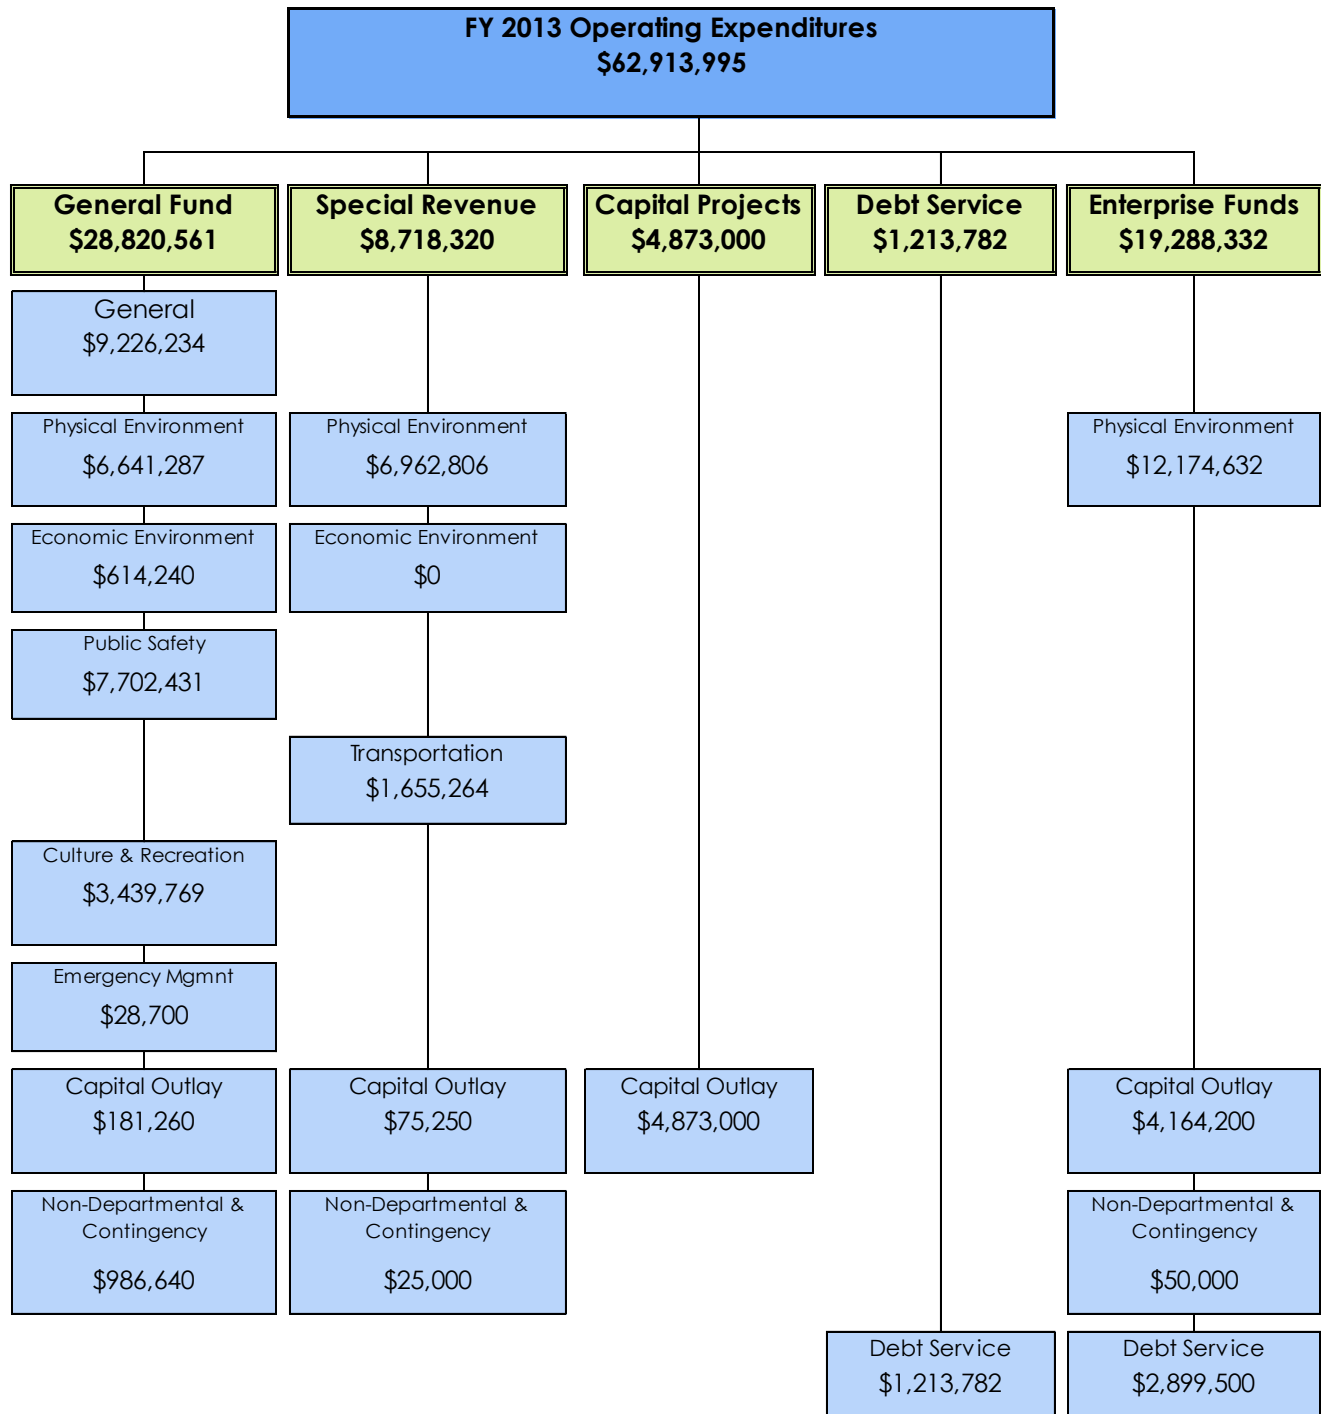 FY 2013 Operating Expenditures
$62,913,995
General Fund
$28,820,561
Special Revenue
$8,718,320
Capital Projects
$4,873,000
Debt Service
$1,213,782
Enterprise Funds
$19,288,332
General
$9,226,234
Physical Environment
$6,641,287
Physical Environment
$6,962,806
Physical Environment
$12,174,632
Economic Environment
$614,240
Economic Environment
$0
Public Safety
$7,702,431
Transportation
$1,655,264
Culture & Recreation
$3,439,769
Emergency Mgmnt
$28,700
Capital Outlay
$181,260
Capital Outlay
$75,250
Capital Outlay
$4,873,000
Capital Outlay
$4,164,200
Non-Departmental &
Contingency
$986,640
Non-Departmental &
Contingency
$25,000
Non-Departmental &
Contingency
$50,000
Debt Service
$1,213,782
Debt Service
$2,899,500